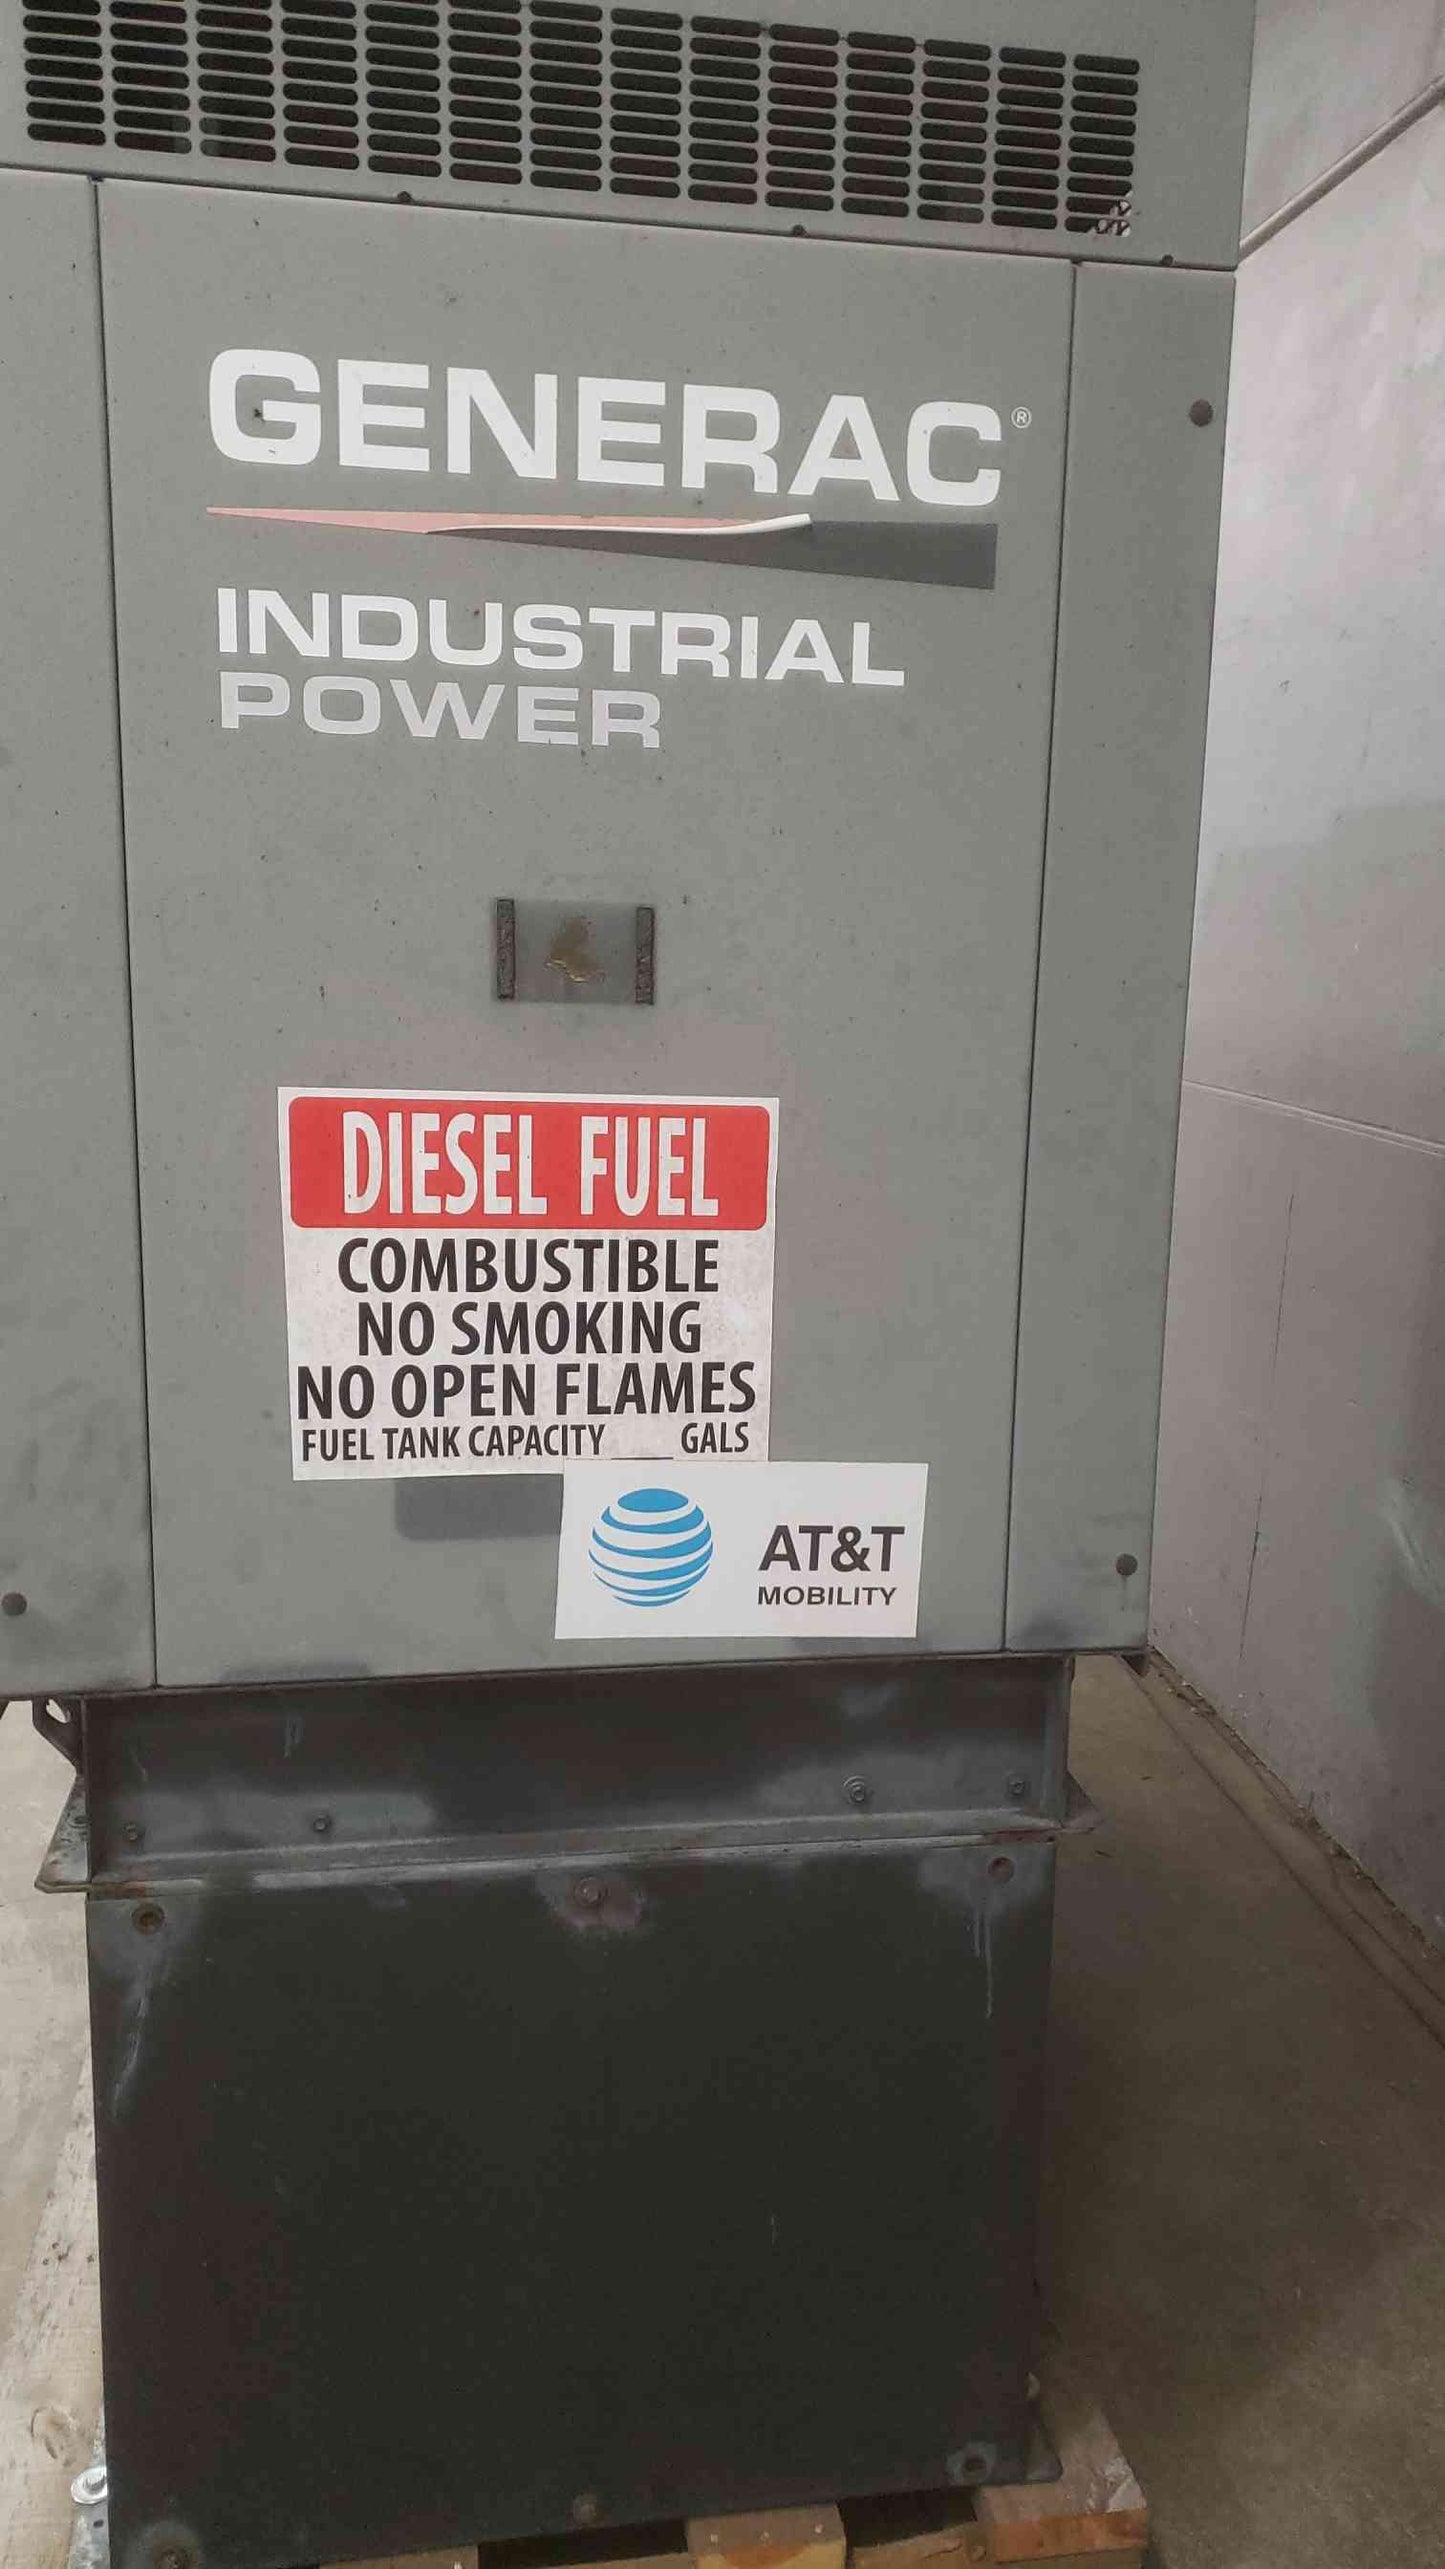 GENERAC®
INDUSTRIAL
POWER
DIESEL FUEL
COMBUSTIBLE
NO SMOKING
NO OPEN FLAMES
FUEL TANK CAPACITY GALS
AT&T
MOBILITY